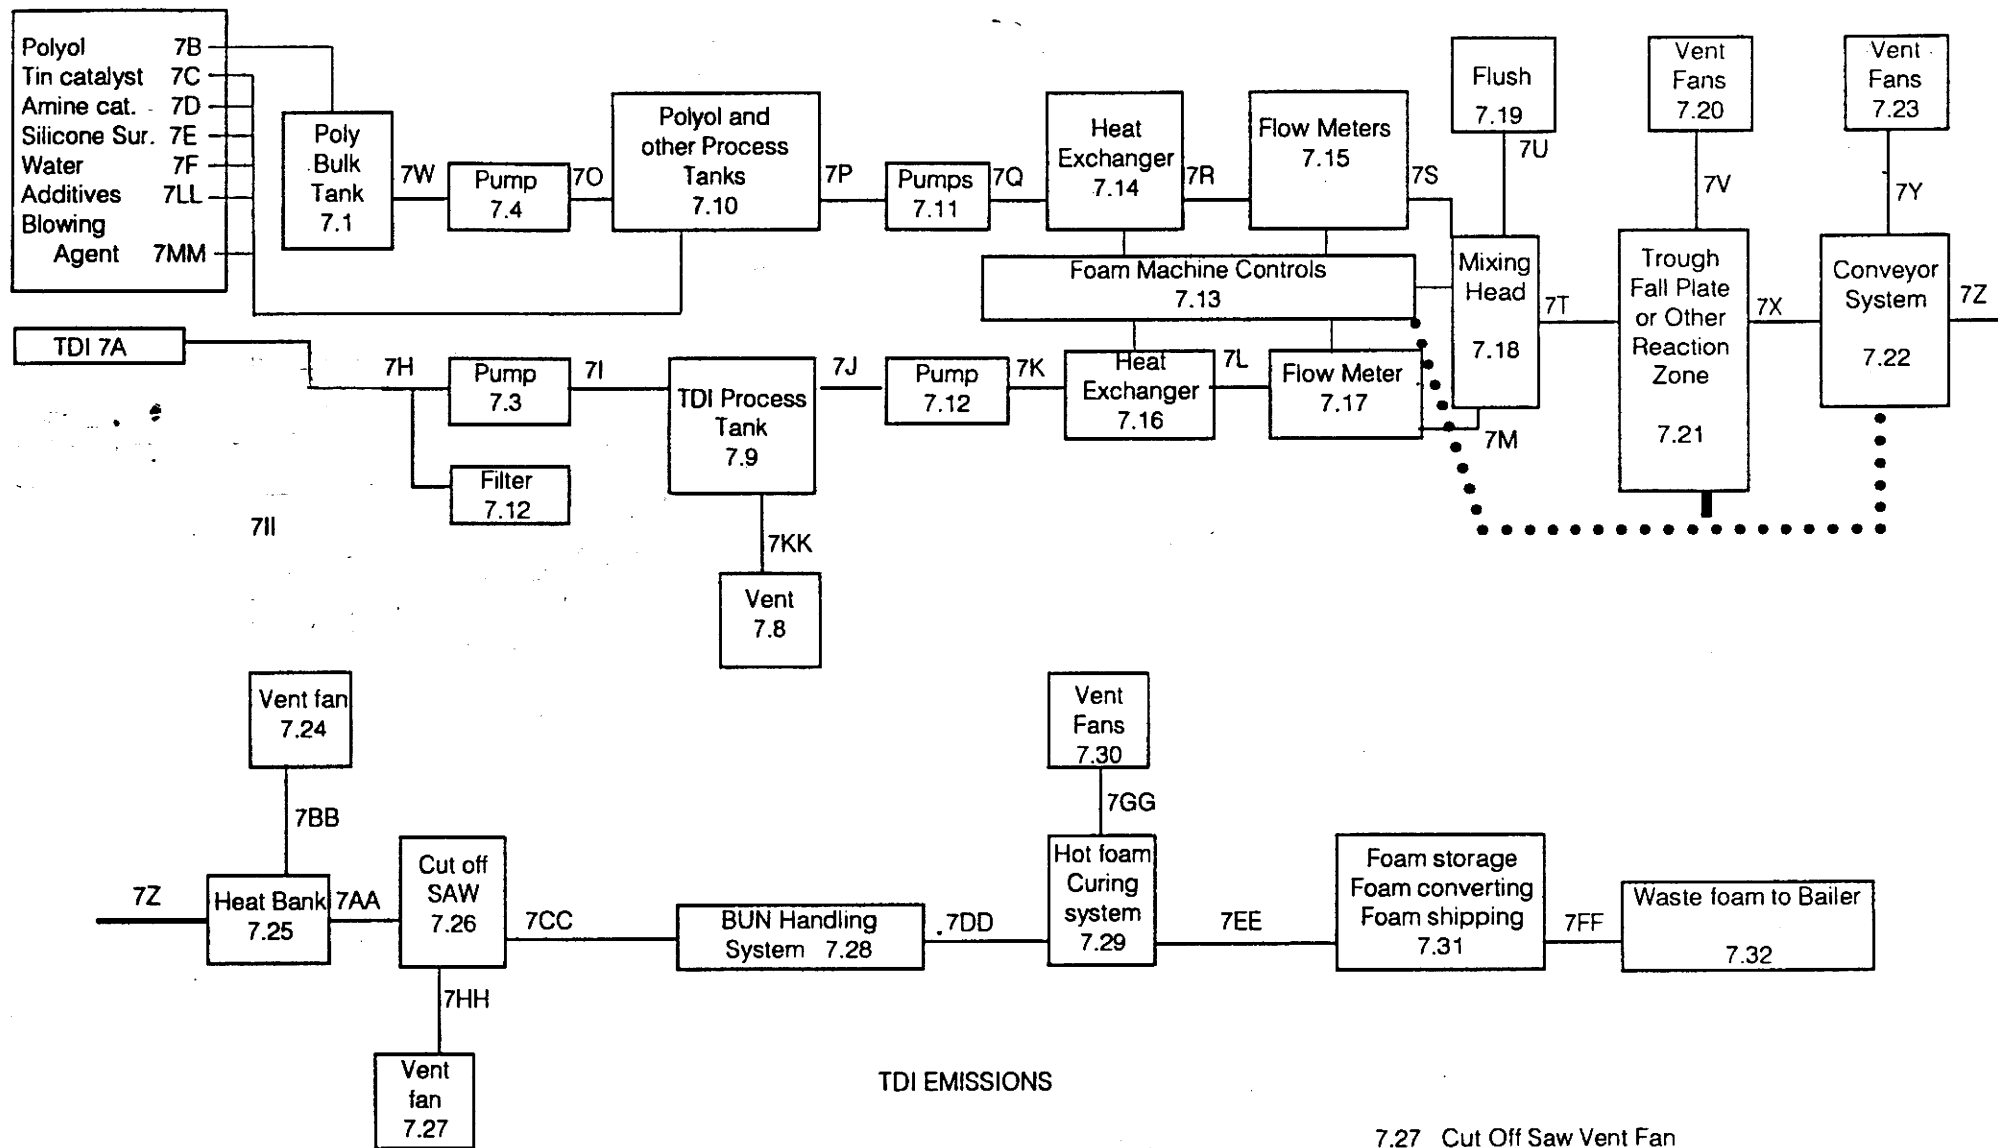 Polyol 7B
Tin catalyst 7C
Amine cat. 7D
Silicone Sur. 7E
Water 7F
Additives 7LL
Blowing
Agent 7MM
Poly
Bulk
Tank
7.1
7W
Pump
7.4
7O
Polyol and
other Process
Tanks
7.10
7P
Pumps
7.11
7Q
Heat
Exchanger
7.14
7R
Flow Meters
7.15
7S
Flush
7.19
7U
Vent
Fans
7.20
7V
Vent
Fans
7.23
7Y
Foam Machine Controls
7.13
Mixing
Head
7.18
7T
Trough
Fall Plate
or Other
Reaction
Zone
7.21
7X
Conveyor
System
7.22
7Z
TDI 7A
7H
Pump
7.3
7I
TDI Process
Tank
7.9
7J
Pump
7.12
7K
Heat
Exchanger
7.16
7L
Flow Meter
7.17
7M
Filter
7.12
7II
7KK
Vent
7.8
Vent fan
7.24
7BB
7Z
Heat Bank
7.25
7AA
Cut off
SAW
7.26
7HH
Vent
fan
7.27
7CC
BUN Handling
System 7.28
7DD
Vent
Fans
7.30
7GG
Hot foam
Curing
system
7.29
7EE
Foam storage
Foam converting
Foam shipping
7.31
7FF
Waste foam to Bailer
7.32
TDI EMISSIONS
7.27 Cut Off Saw Vent Fan